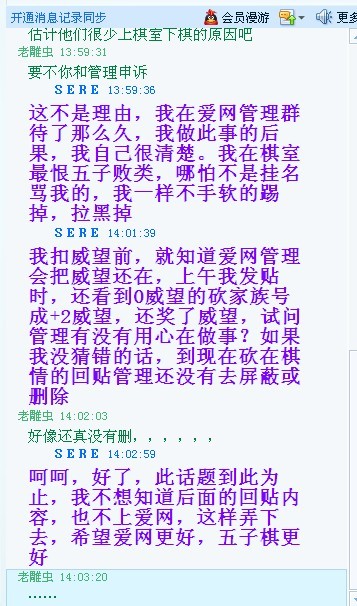 开通消息记录同步 会员漫游 更多
估计他们很少上棋室下棋的原因吧
老雕虫 13:59:31
要不你和管理申诉
SERE 13:59:36
这不是理由，我在爱网管理群
待了那么久，我做此事的后
果，我自己很清楚。我在棋室
最恨五子败类，哪怕不是挂名
骂我的，我一样不手软的踢
掉，拉黑掉
SERE 14:01:39
我扣威望前，就知道爱网管理
会把威望还在，上午我发贴
时，还看到0威望的砍家族号
成+2威望，还奖了威望，试问
管理有没有用心在做事？如果
我没猜错的话，到现在砍在棋
情的回贴管理还没有去屏蔽或
删除
老雕虫 14:02:03
好像还真没有删，，，，，，
SERE 14:02:59
呵呵，好了，此话题到此为
止，我不想知道后面的回贴内
容，也不上爱网，这样弄下
去，希望爱网更好，五子棋更
好
老雕虫 14:03:20
······